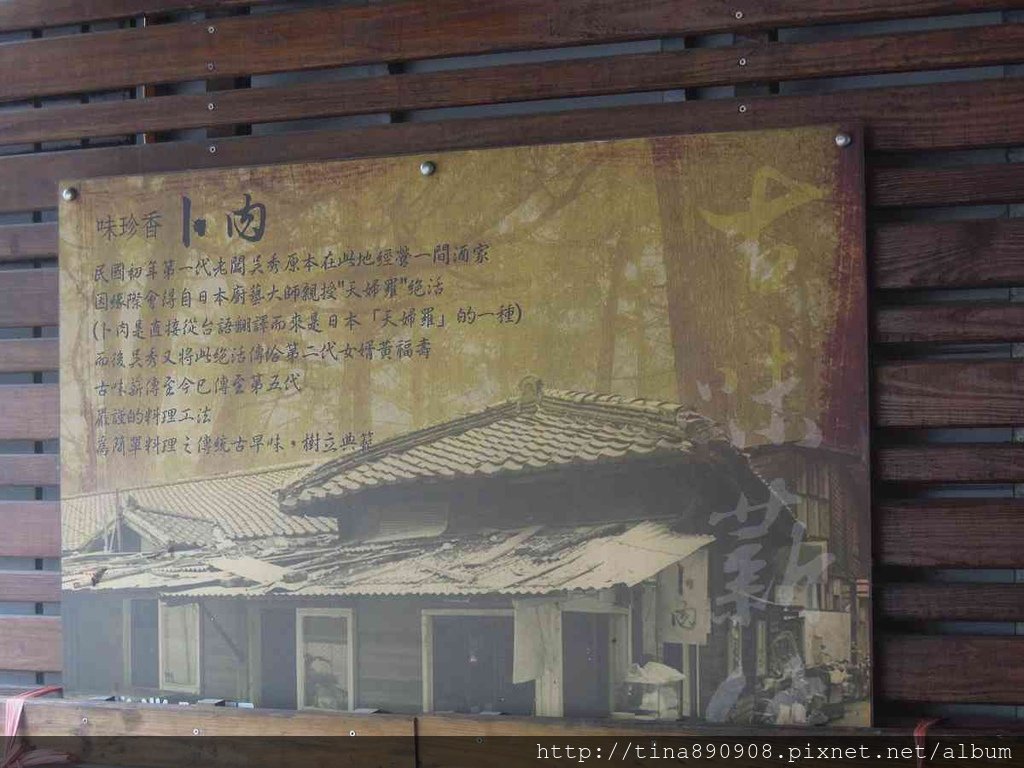 味珍香 卜肉
民國初年第一代老闆吳秀原本在此地經營一間酒家
因緣際會得自日本廚藝大師親授"天婦羅"絕活
(卜肉是直接從台語翻譯而來是日本「天婦羅」的一種)
而後吳秀又將此絕活傳給第二代女婿黃福壽
古味薪傳至今已傳至第五代
嚴謹的料理工法
為簡單料理之傳統古早味。樹立典範
古味薪傳
肉
http://tina890908.pixnet.net/album